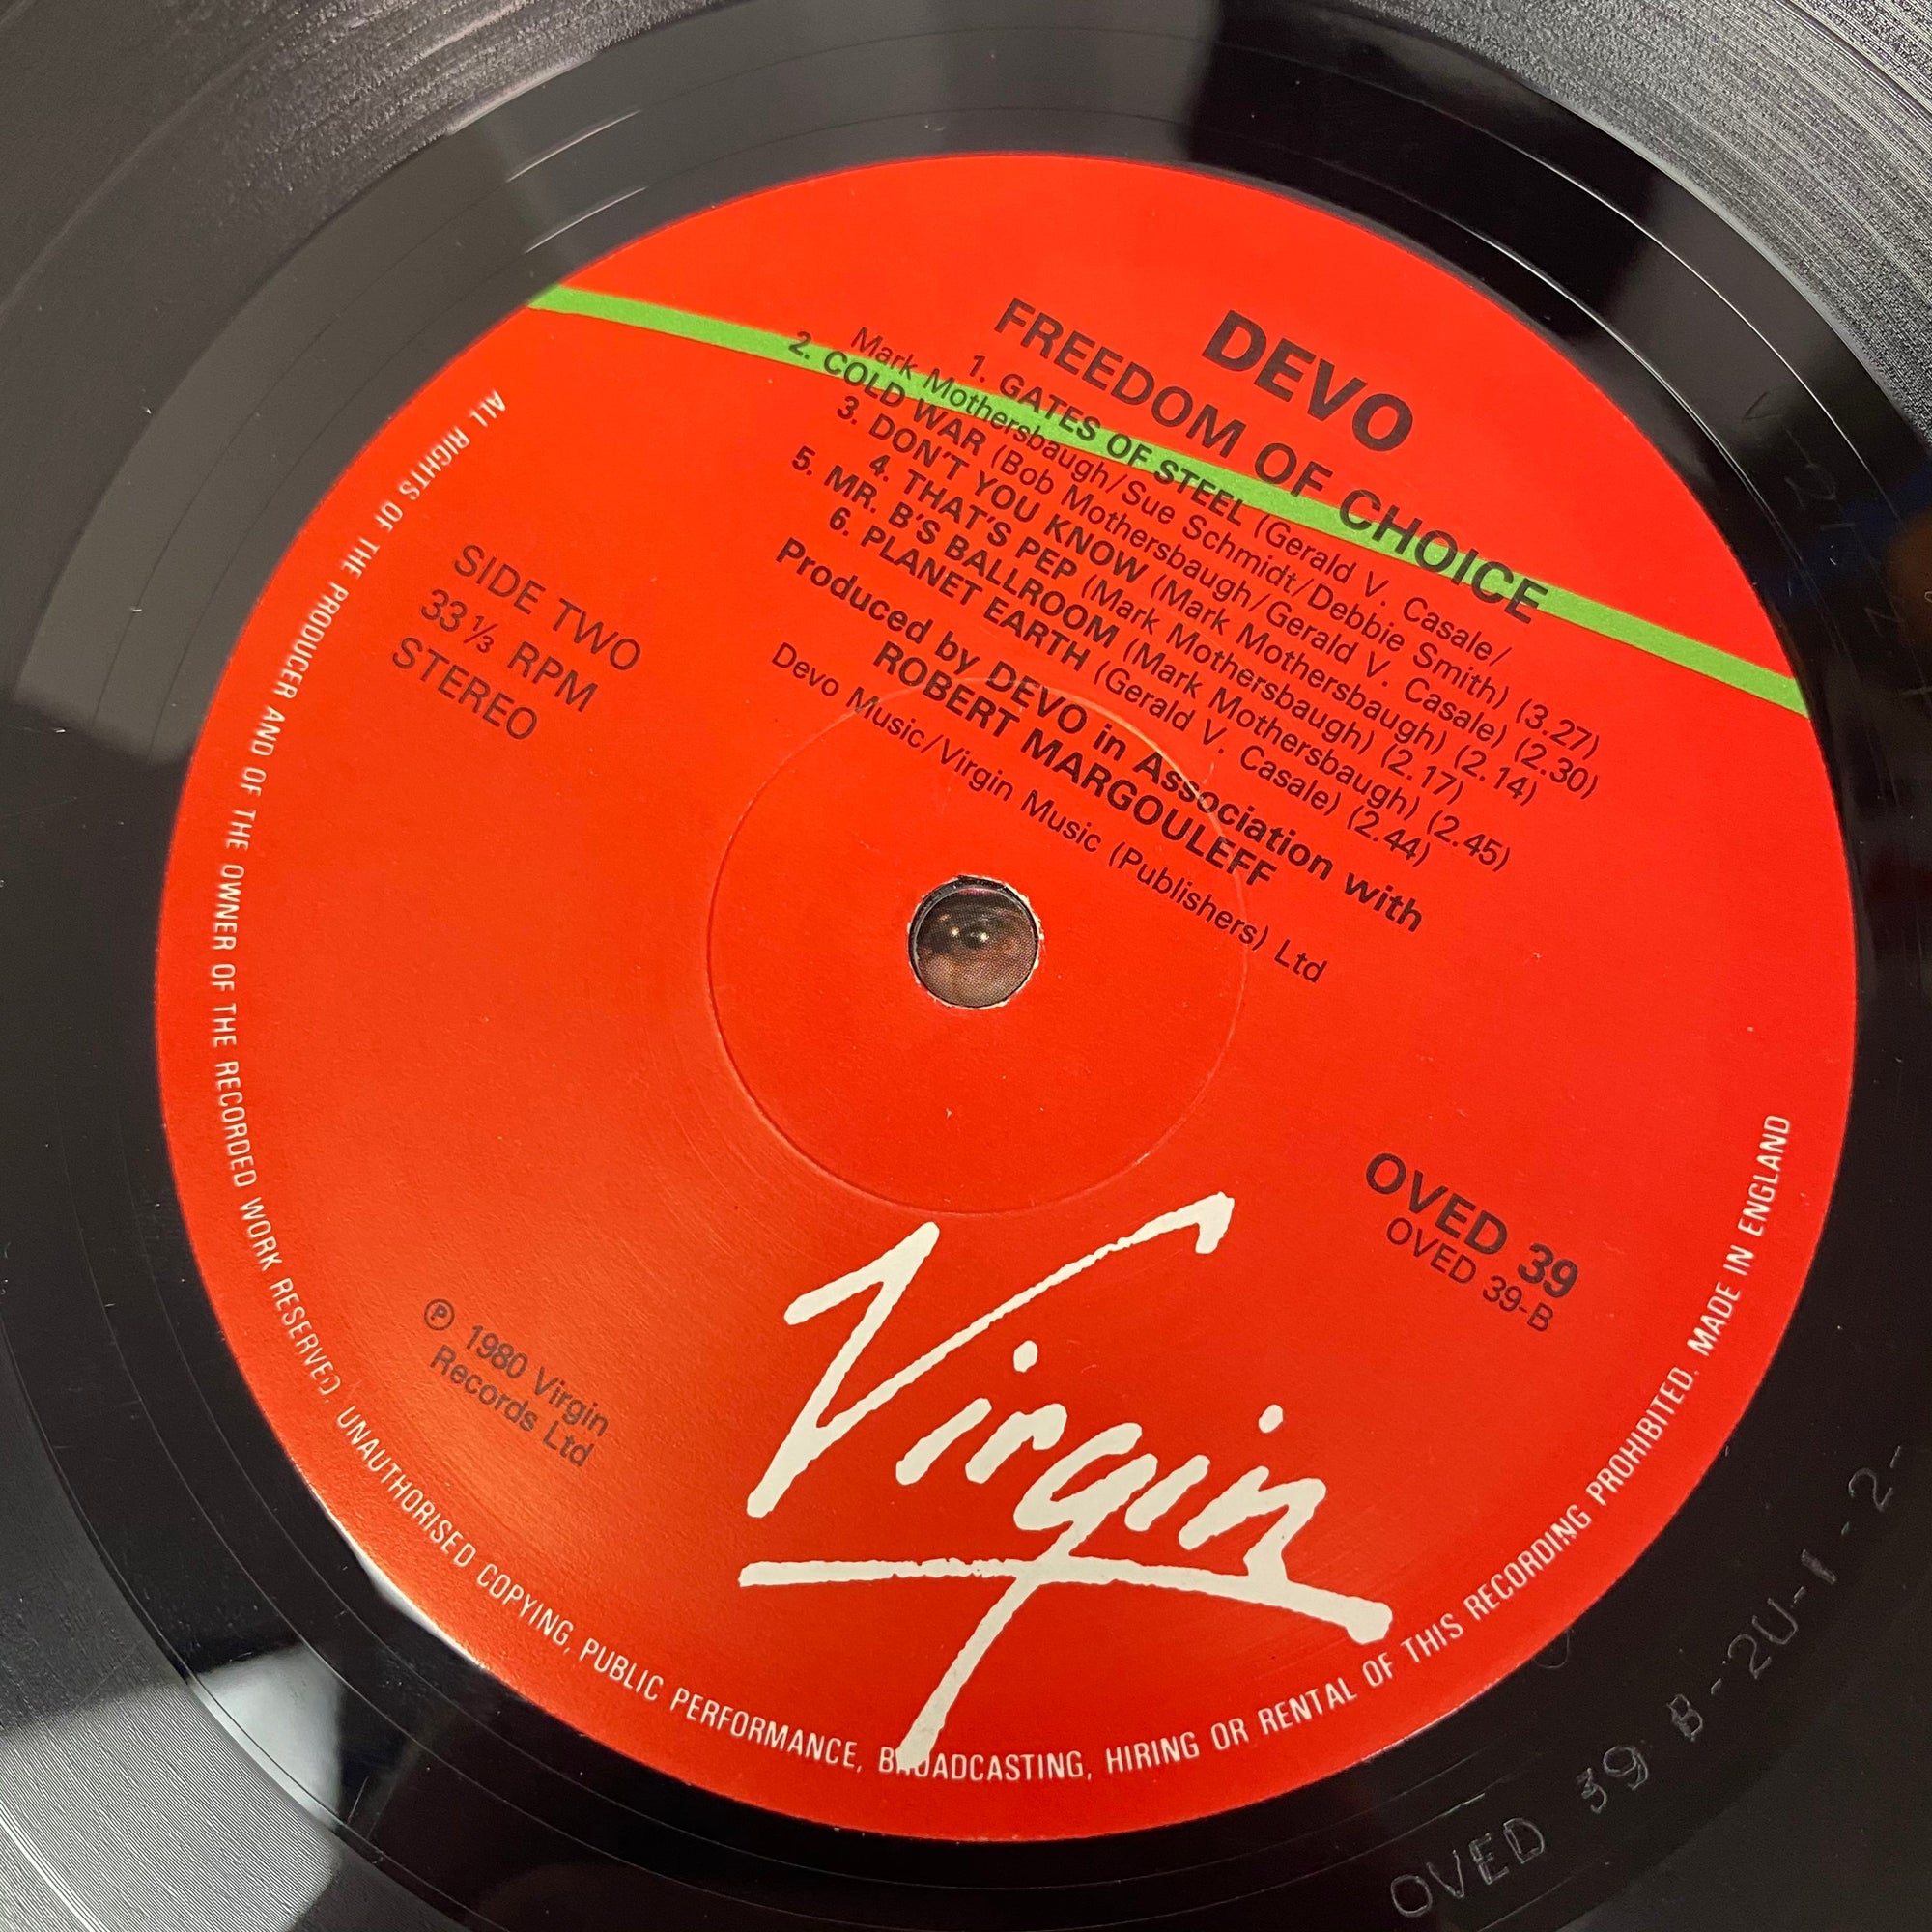 DEVO
FREEDOM OF CHOICE
1. GATES OF STEEL (Gerald V. Casale/
Mark Mothersbaugh/Sue Schmidt/Debbie Smith) (3.27)
2. COLD WAR (Bob Mothersbaugh/Gerald V. Casale) (2.30)
3. DON'T YOU KNOW (Mark Mothersbaugh) (2.14)
4. THAT'S PEP (Mark Mothersbaugh) (2.17)
5. MR. B'S BALLROOM (Mark Mothersbaugh) (2.45)
6. PLANET EARTH (Gerald V. Casale) (2.44)
Produced by DEVO in Association with
ROBERT MARGOULEFF
Devo Music/Virgin Music (Publishers) Ltd
SIDE TWO
33⅓ RPM
STEREO
OVED 39
OVED 39-B
℗ 1980 Virgin
Records Ltd
Virgin
ALL RIGHTS OF THE PRODUCER AND OF THE OWNER OF THE RECORDED WORK RESERVED. UNAUTHORISED COPYING, PUBLIC PERFORMANCE, BROADCASTING, HIRING OR RENTAL OF THIS RECORDING PROHIBITED. MADE IN ENGLAND
OVED 39 B-2U-1-2-